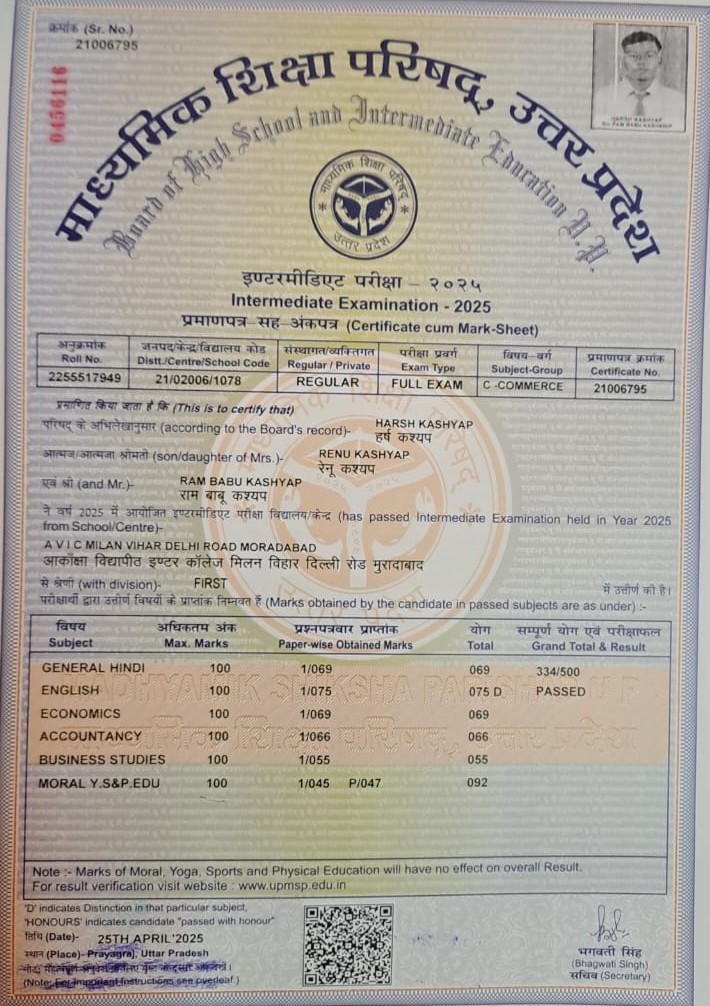 क्रमांक (Sr. No.)
21006795
0456116
HARSH KASHYAP
माध्यमिक शिक्षा परिषद्, उत्तर प्रदेश
Board of High School and Intermediate Education U.P.
माध्यमिक शिक्षा परिषद्
उत्तर प्रदेश
इण्टरमीडिएट परीक्षा – २०२५
Intermediate Examination - 2025
प्रमाणपत्र सह अंकपत्र (Certificate cum Mark-Sheet)
अनुक्रमांक जनपद/केन्द्र/विद्यालय कोड संस्थागत/व्यक्तिगत परीक्षा प्रवर्ग विषय-वर्ग प्रमाणपत्र क्रमांक
Roll No. Distt./Centre/School Code Regular / Private Exam Type Subject-Group Certificate No.
2255517949 21/02006/1078 REGULAR FULL EXAM C -COMMERCE 21006795
प्रमाणित किया जाता है कि (This is to certify that)
परिषद् के अभिलेखानुसार (according to the Board's record)- HARSH KASHYAP
हर्ष कश्यप
आत्मज/आत्मजा श्रीमती (son/daughter of Mrs.)- RENU KASHYAP
रेनू कश्यप
एवं श्री (and Mr.)- RAM BABU KASHYAP
राम बाबू कश्यप
ने वर्ष 2025 में आयोजित इण्टरमीडिएट परीक्षा विद्यालय/केन्द्र (has passed Intermediate Examination held in Year 2025
from School/Centre)-
A V I C MILAN VIHAR DELHI ROAD MORADABAD
आकाँक्षा विद्यापीठ इण्टर कॉलेज मिलन विहार दिल्ली रोड मुरादाबाद
से श्रेणी (with division)- FIRST में उत्तीर्ण की है।
परीक्षार्थी द्वारा उत्तीर्ण विषयों के प्राप्तांक निम्नवत हैं (Marks obtained by the candidate in passed subjects are as under) :-
विषय अधिकतम अंक प्रश्नपत्रवार प्राप्तांक योग सम्पूर्ण योग एवं परीक्षाफल
Subject Max. Marks Paper-wise Obtained Marks Total Grand Total & Result
GENERAL HINDI 100 1/069 069 334/500
ENGLISH 100 1/075 075 D PASSED
ECONOMICS 100 1/069 069
ACCOUNTANCY 100 1/066 066
BUSINESS STUDIES 100 1/055 055
MORAL Y.S&P.EDU 100 1/045 P/047 092
Note :- Marks of Moral, Yoga, Sports and Physical Education will have no effect on overall Result.
For result verification visit website : www.upmsp.edu.in
'D' indicates Distinction in that particular subject,
'HONOURS' indicates candidate "passed with honour"
तिथि (Date)- 25TH APRIL'2025
स्थान (Place)- Prayagraj, Uttar Pradesh
(Note: For important instructions see overleaf.)
भगवती सिंह
(Bhagwati Singh)
सचिव (Secretary)